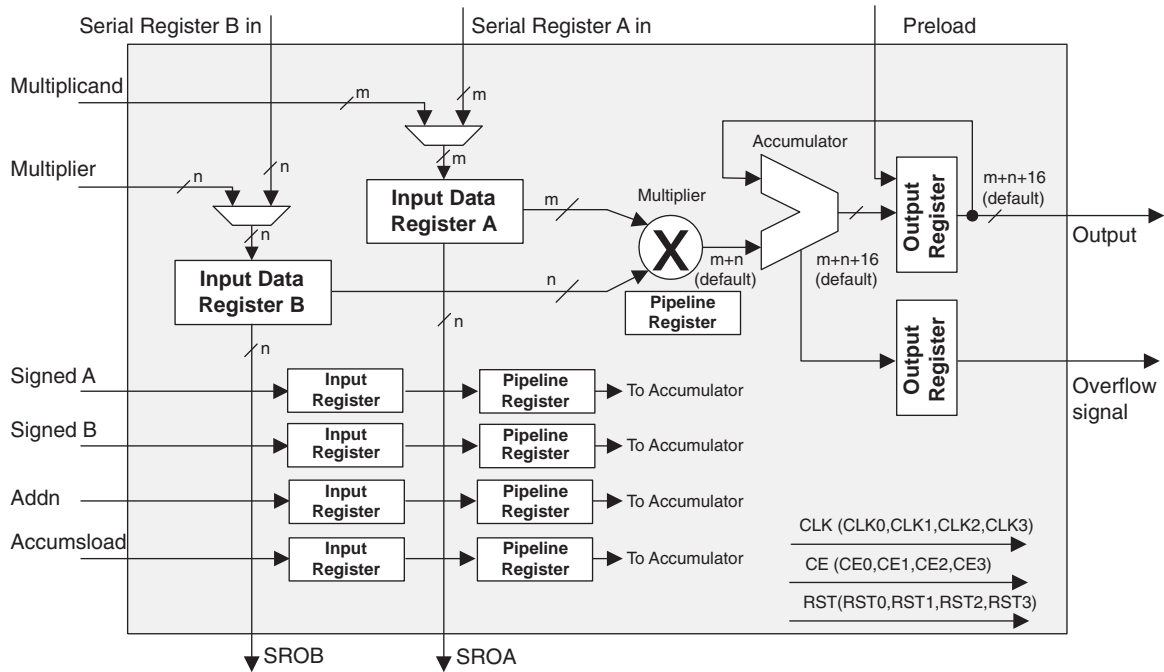 Serial Register B in
Serial Register A in
Preload
Multiplicand
m
m
Accumulator
Multiplier
n
n
m
Input Data
Register A
m
Multiplier
X
m+n
(default)
m+n+16
(default)
Output
Register
m+n+16
(default)
Output
n
Input Data
Register B
n
Pipeline
Register
n
n
Output
Register
Overflow
signal
Signed A
Input
Register
Pipeline
Register
To Accumulator
Signed B
Input
Register
Pipeline
Register
To Accumulator
Addn
Input
Register
Pipeline
Register
To Accumulator
Accumsload
Input
Register
Pipeline
Register
To Accumulator
CLK (CLK0,CLK1,CLK2,CLK3)
CE (CE0,CE1,CE2,CE3)
RST(RST0,RST1,RST2,RST3)
SROB
SROA